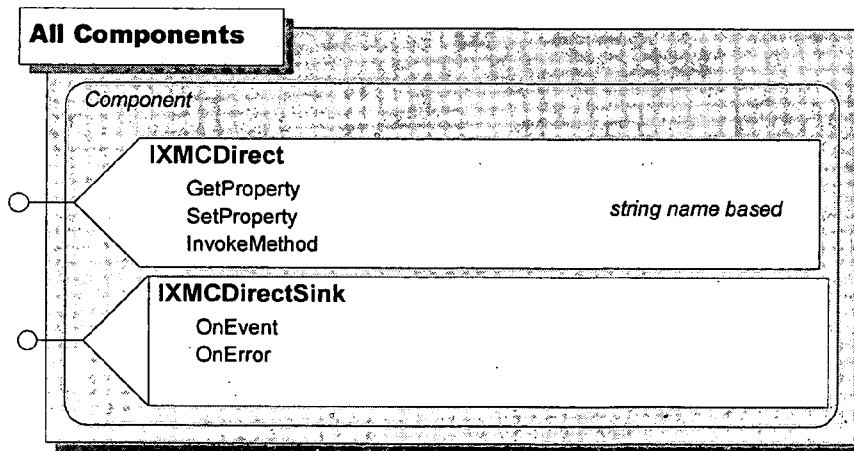 All Components
Component
IXMCDirect
GetProperty
SetProperty
string name based
InvokeMethod
IXMCDirectSink
OnEvent
OnError